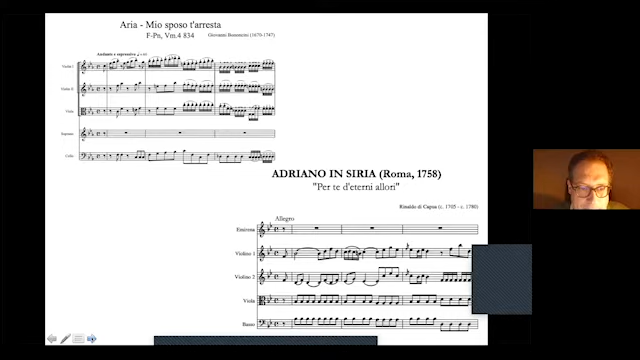 Aria - Mio sposo t'arresta
F-Pn, Vm.4 834
Giovanni Bononcini (1670-1747)
Andante e espressivo
Violin I
Violin II
Viola
Soprano
Cello
ADRIANO IN SIRIA (Roma, 1758)
"Per te d'eterni allori"
Rinaldo di Capua (c. 1705 - c. 1780)
Allegro
Emirena
Violino 1
Violino 2
Viola
Basso